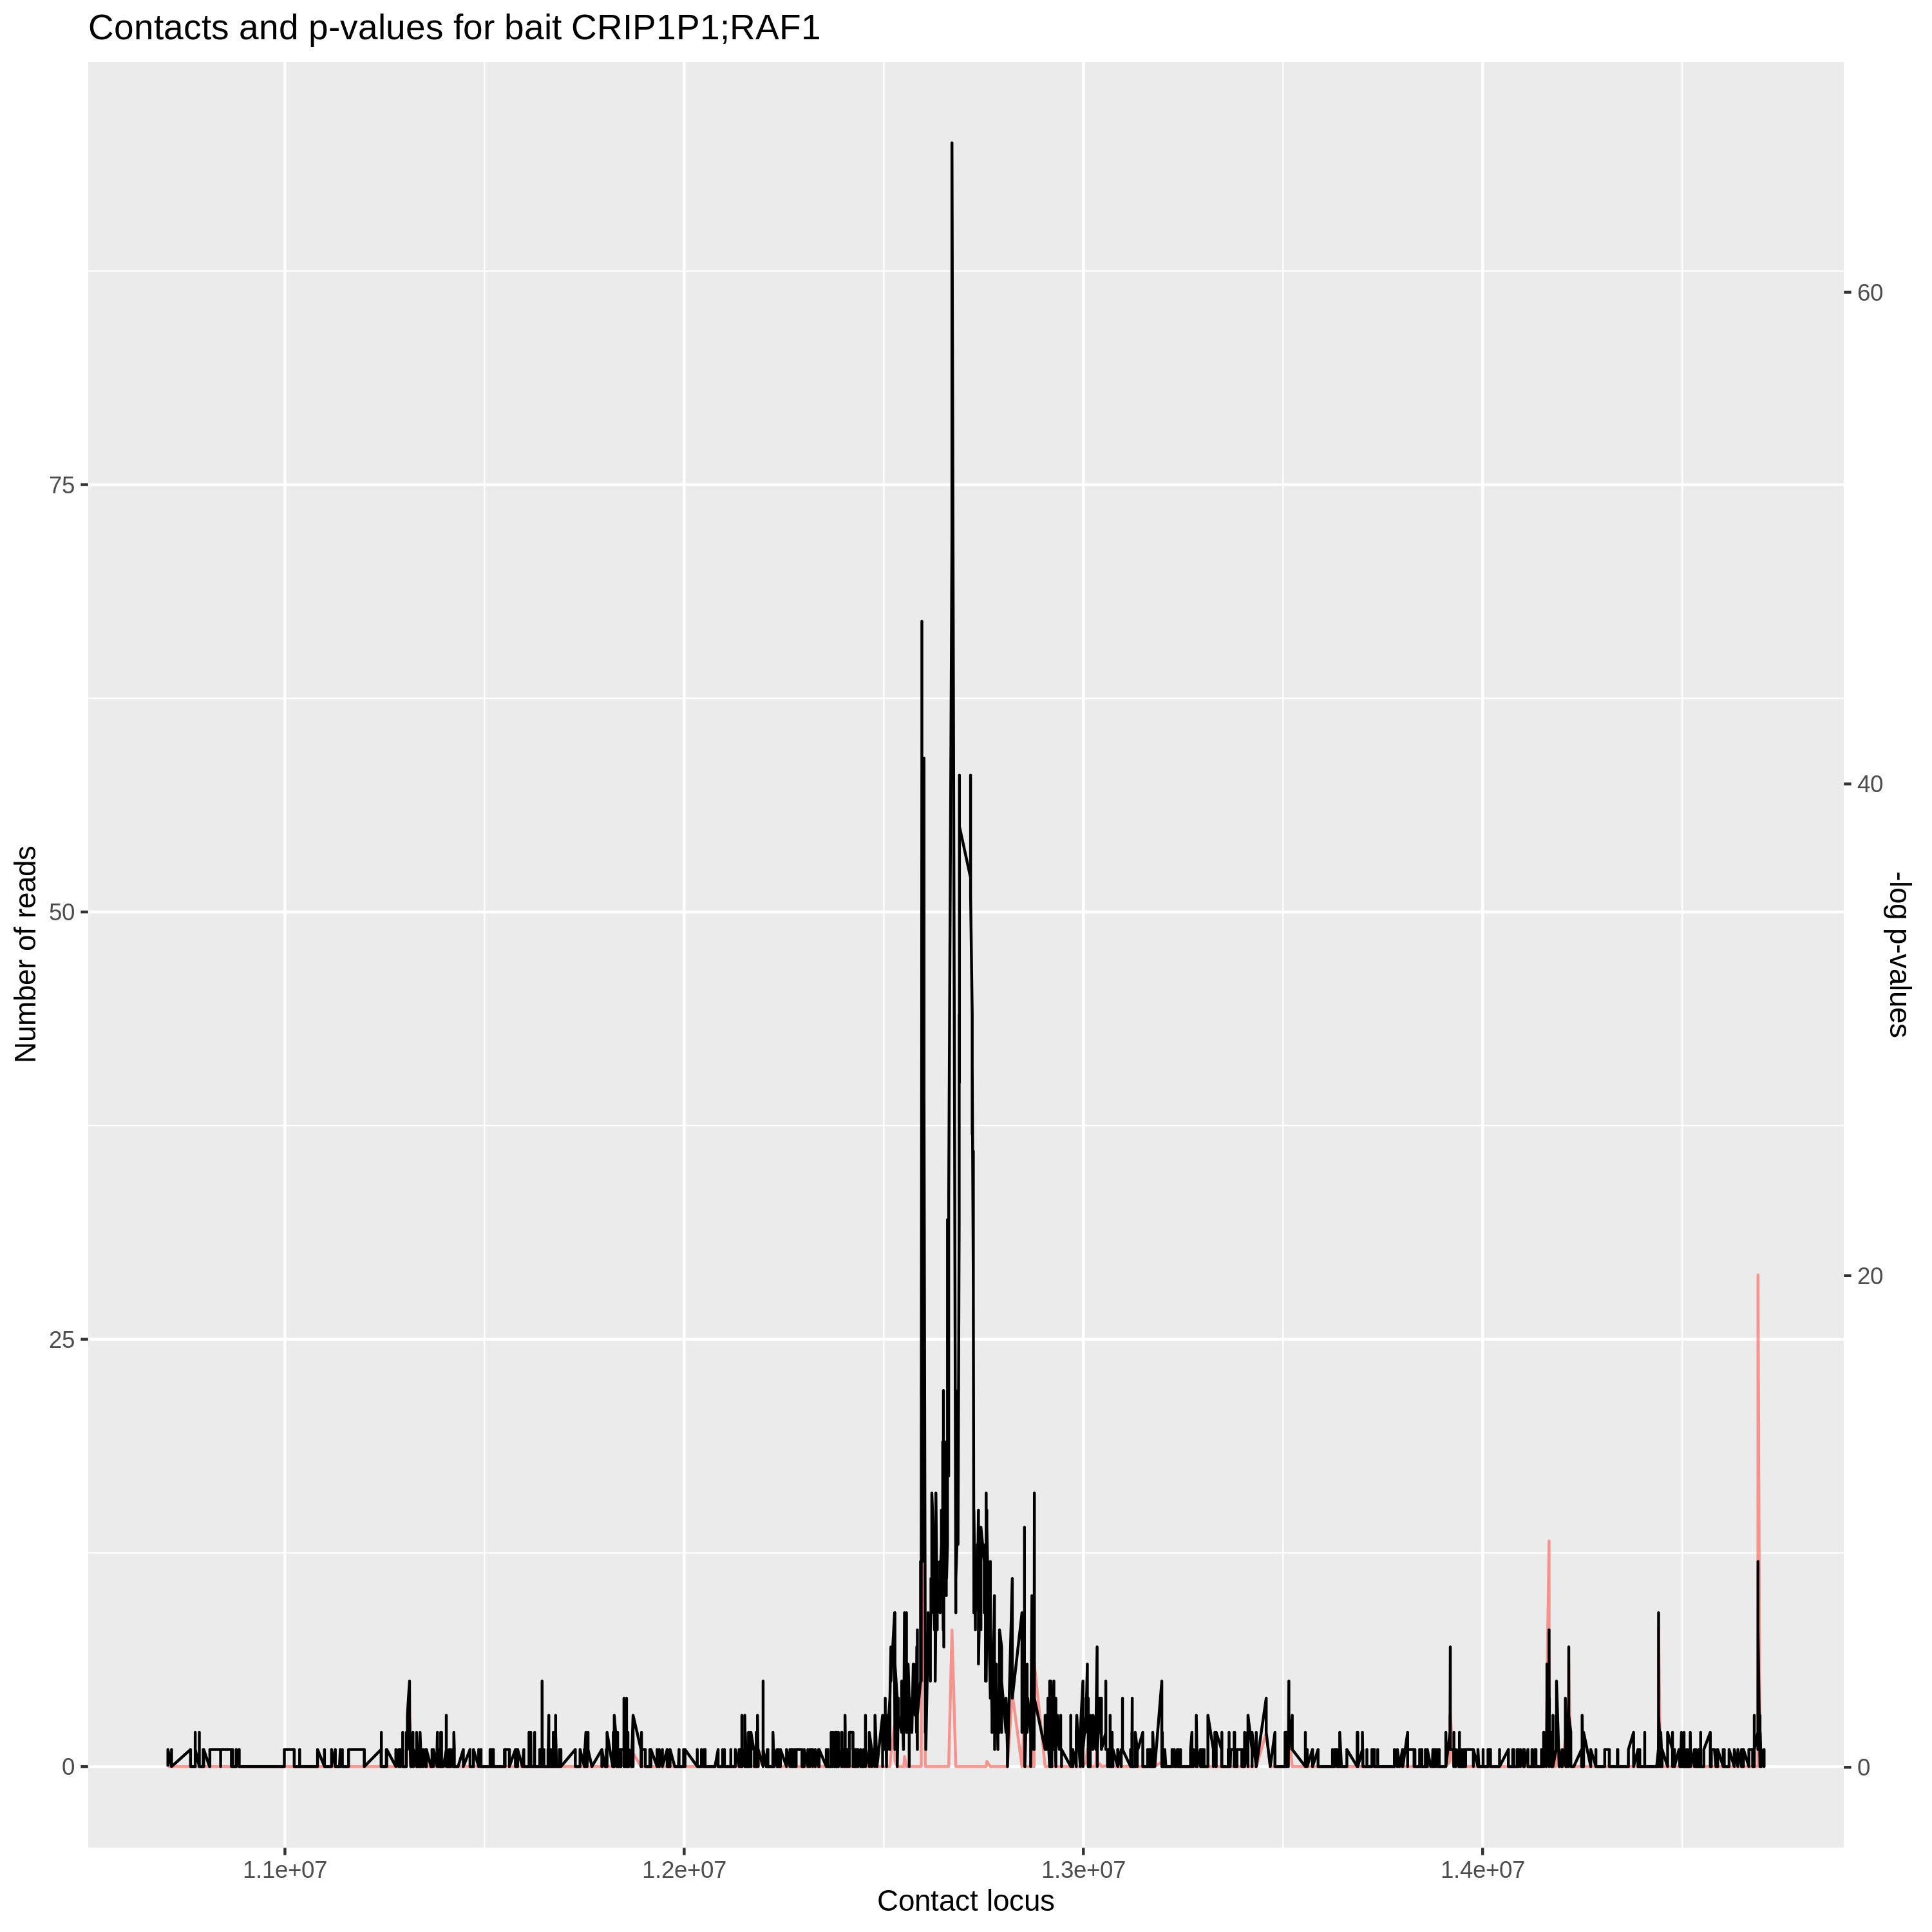 Contacts and p-values for bait CRIP1P1;RAF1
75
50
25
0
Number of reads
60
40
20
0
-log p-values
1.1e+07
1.2e+07
1.3e+07
1.4e+07
Contact locus